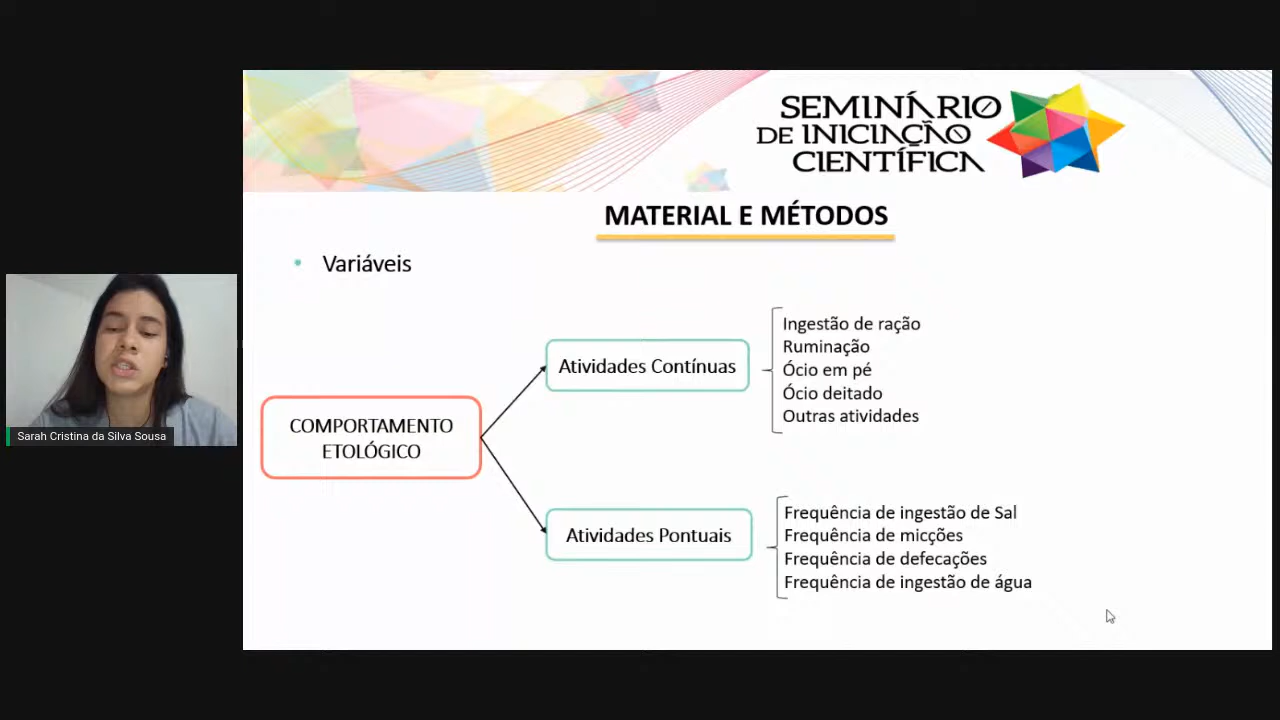 SEMINÁRIO
DE INICIAÇÃO
CIENTÍFICA
MATERIAL E MÉTODOS
• Variáveis
Ingestão de ração
Ruminação
Ócio em pé
Ócio deitado
Outras atividades
Atividades Contínuas
COMPORTAMENTO
ETOLÓGICO
Sarah Cristina da Silva Sousa
Atividades Pontuais
Frequência de ingestão de Sal
Frequência de micções
Frequência de defecações
Frequência de ingestão de água